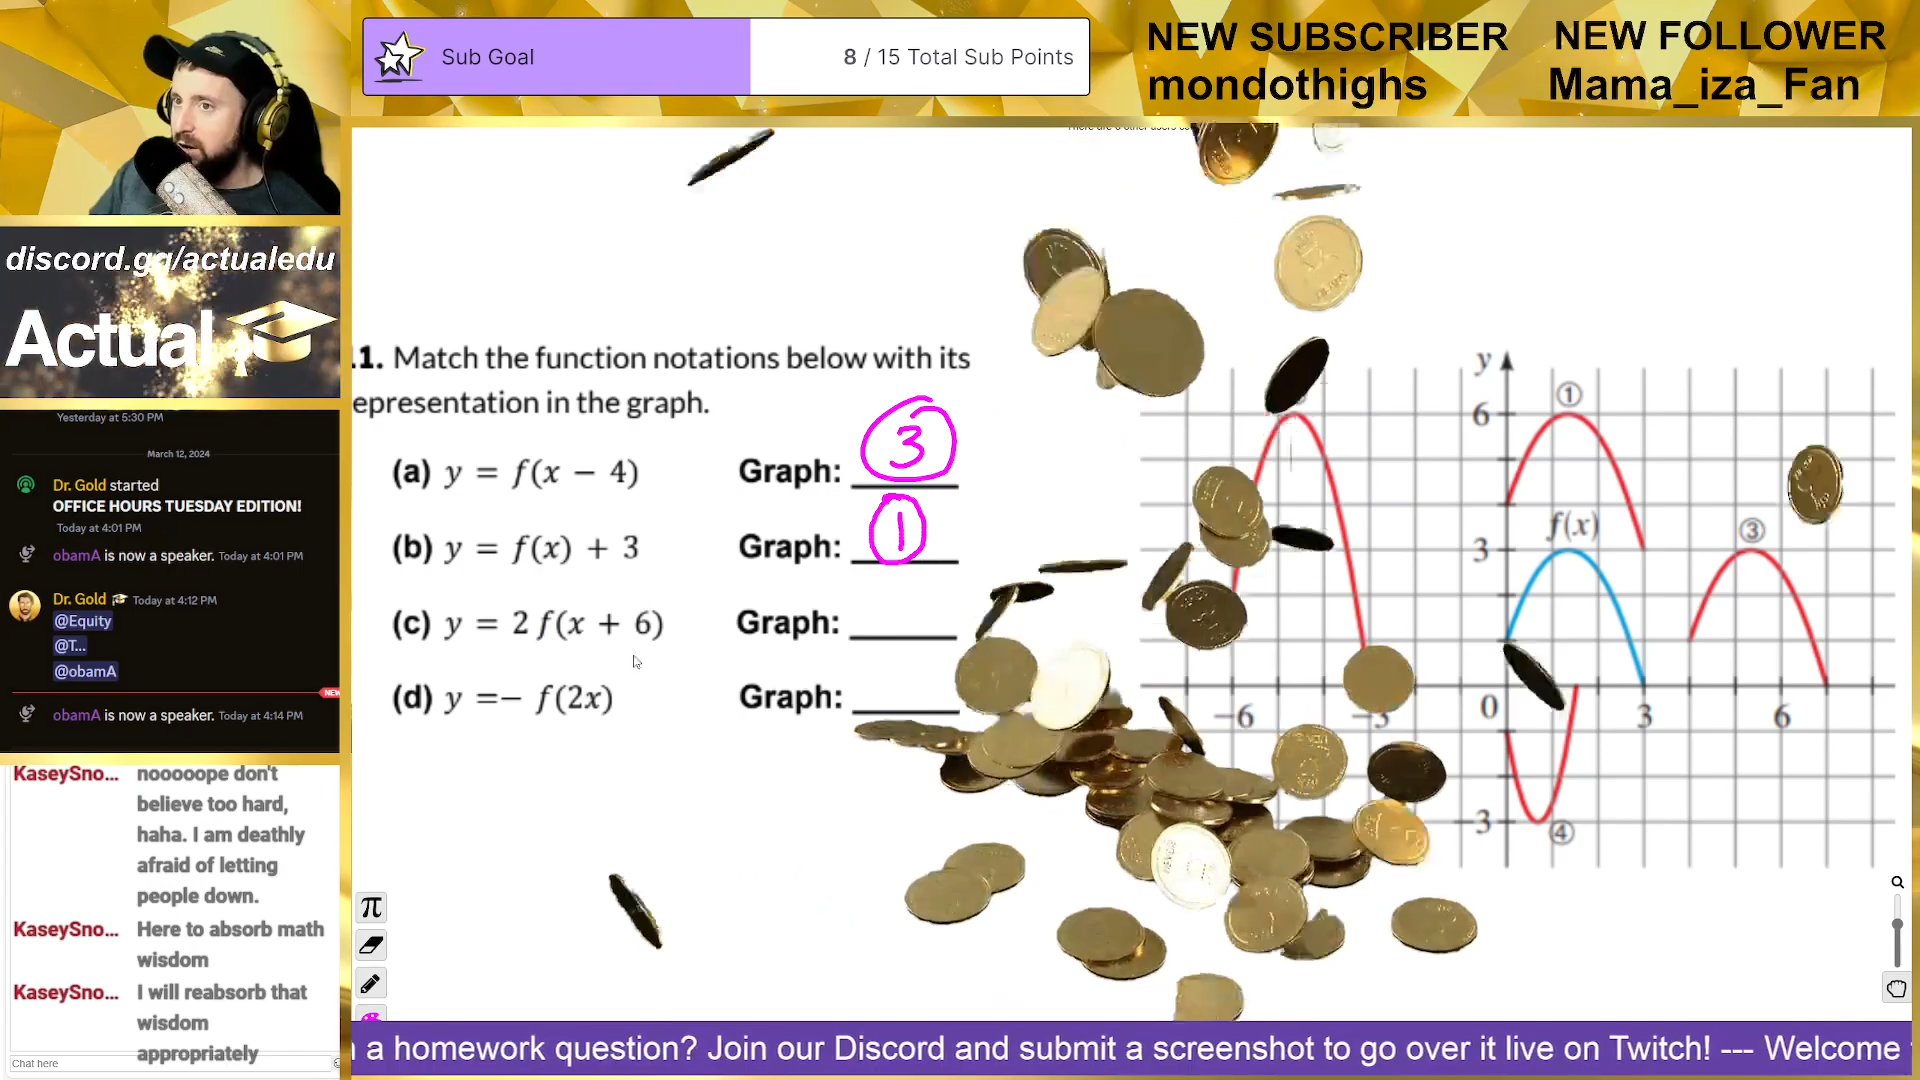 Sub Goal
8 / 15 Total Sub Points
NEW SUBSCRIBER
mondothighs
NEW FOLLOWER
Mama_iza_Fan
discord.gg/actualedu
Actual
Yesterday at 5:30 PM
March 12, 2024
Dr. Gold started
OFFICE HOURS TUESDAY EDITION!
Today at 4:01 PM
obamA is now a speaker. Today at 4:01 PM
Dr. Gold Today at 4:12 PM
@Equity
@T...
@obamA
NEW
obamA is now a speaker. Today at 4:14 PM
KaseySno... nooooope don't
believe too hard,
haha. I am deathly
afraid of letting
people down.
KaseySno... Here to absorb math
wisdom
KaseySno... I will reabsorb that
wisdom
appropriately
Chat here
.1. Match the function notations below with its
epresentation in the graph.
(a) y = f(x − 4) Graph: 3
(b) y = f(x) + 3 Graph: 1
(c) y = 2 f(x + 6) Graph:
(d) y =− f(2x) Graph:
y
6
3
0
−3
−6
−3
3
6
①
f(x)
③
④
π
a homework question? Join our Discord and submit a screenshot to go over it live on Twitch! --- Welcome